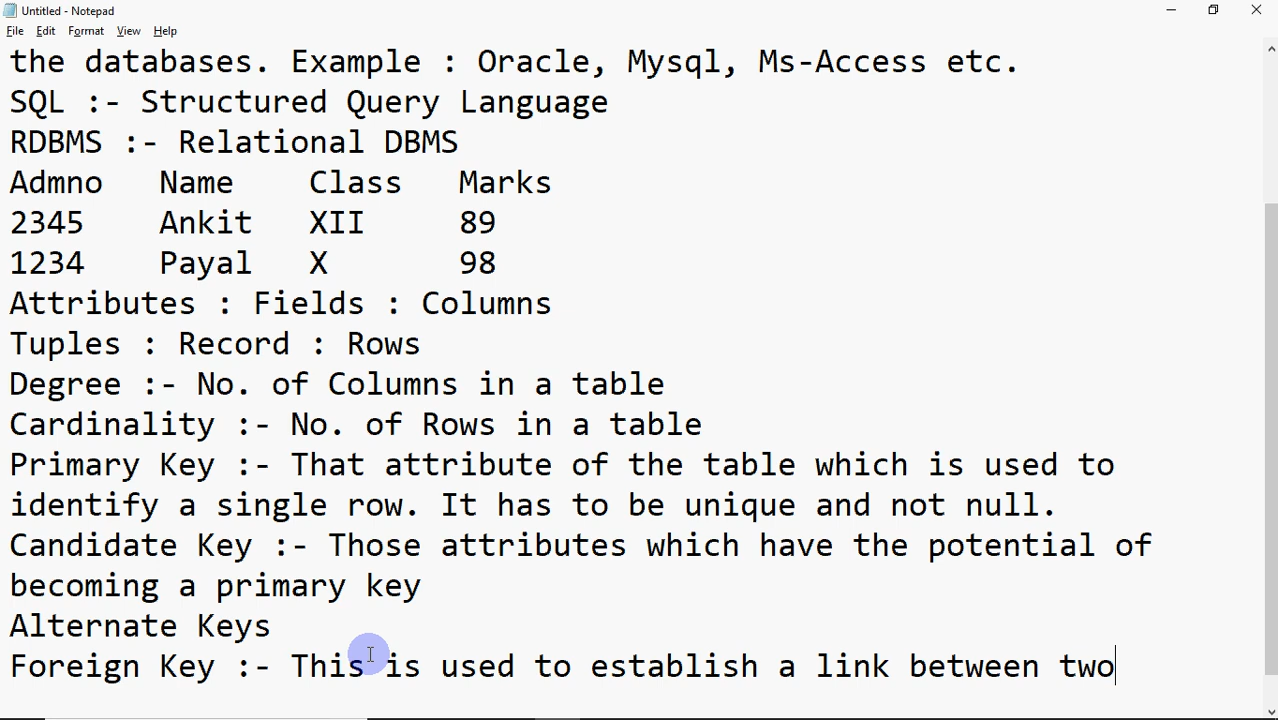 Untitled - Notepad
File Edit Format View Help
the databases. Example : Oracle, Mysql, Ms-Access etc.
SQL :- Structured Query Language
RDBMS :- Relational DBMS
Admno Name Class Marks
2345 Ankit XII 89
1234 Payal X 98
Attributes : Fields : Columns
Tuples : Record : Rows
Degree :- No. of Columns in a table
Cardinality :- No. of Rows in a table
Primary Key :- That attribute of the table which is used to
identify a single row. It has to be unique and not null.
Candidate Key :- Those attributes which have the potential of
becoming a primary key
Alternate Keys
Foreign Key :- This is used to establish a link between two